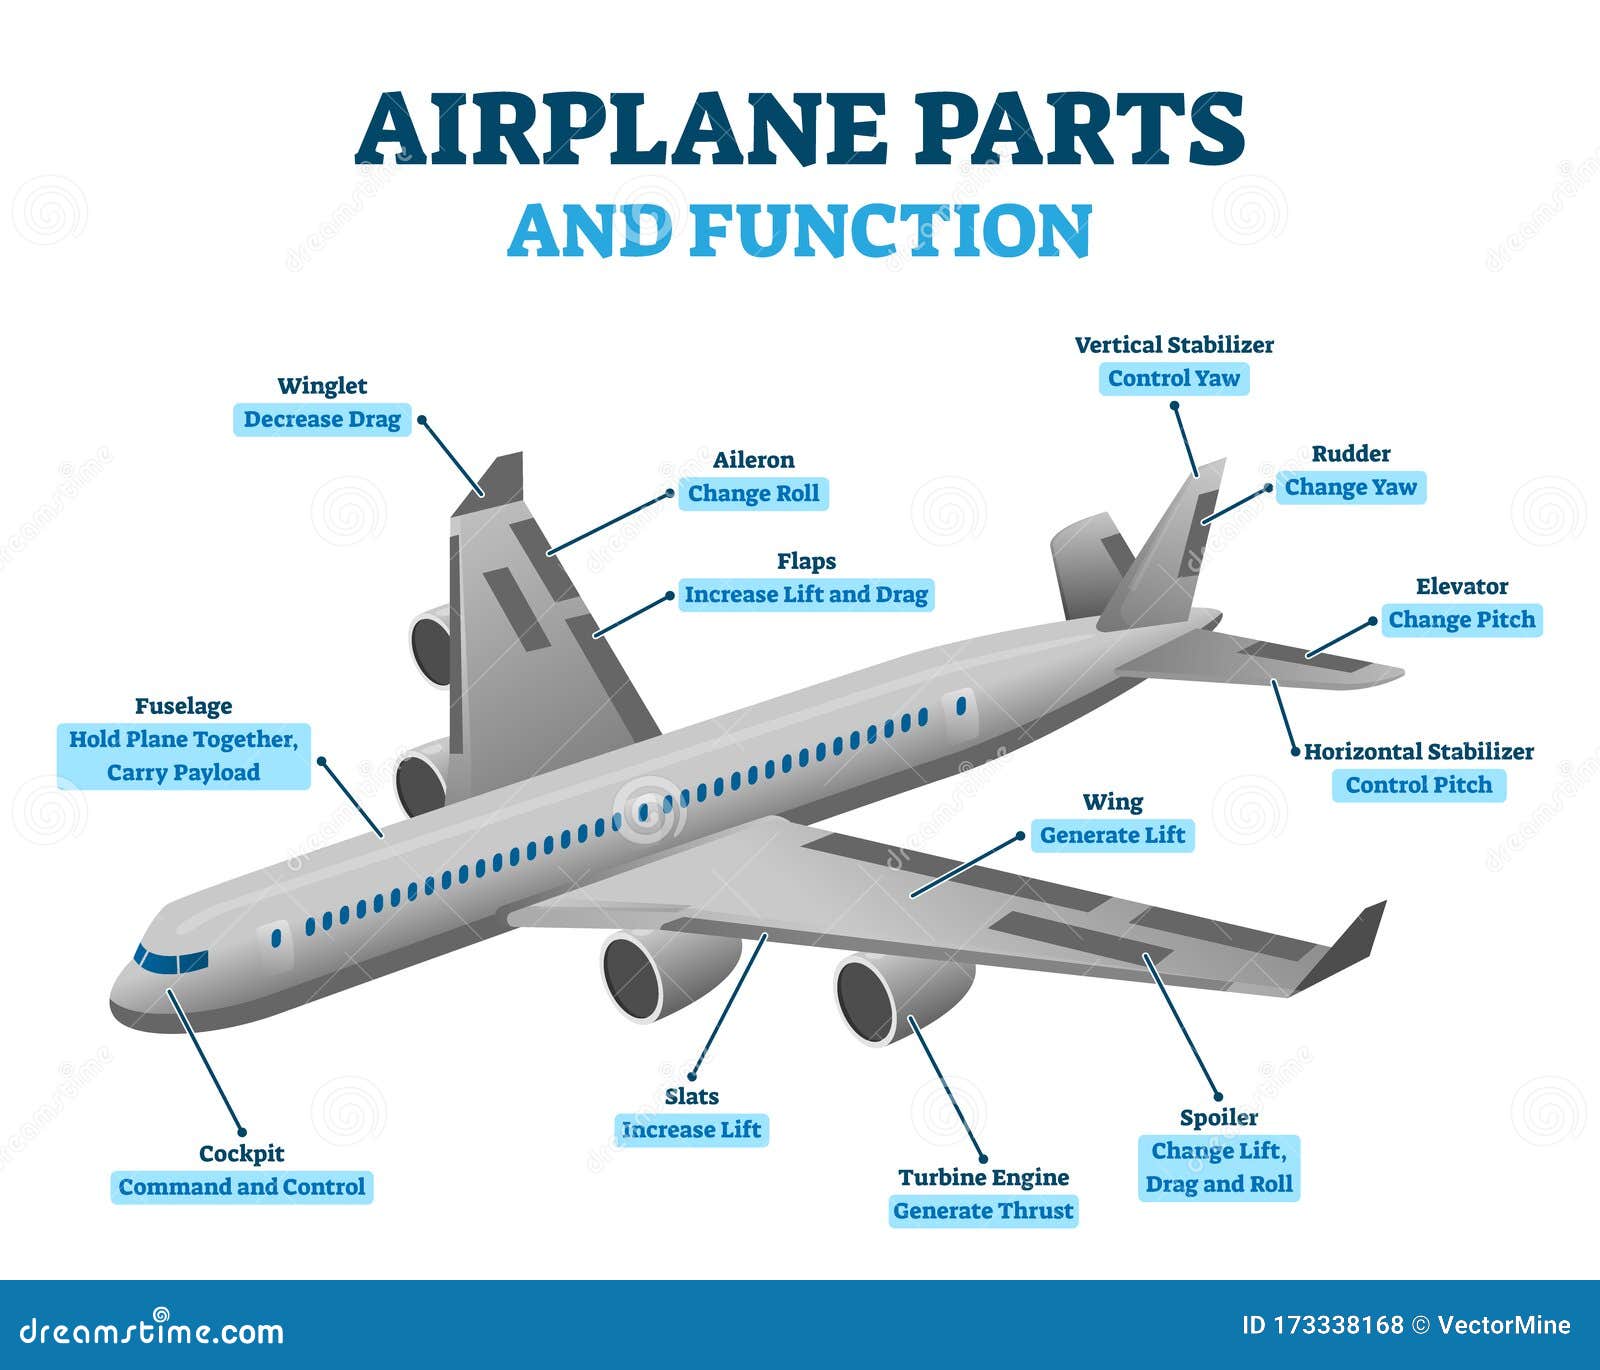 AIRPLANE PARTS
AND FUNCTION
Vertical Stabilizer
Control Yaw
Winglet
Decrease Drag
Aileron
Change Roll
Rudder
Change Yaw
Flaps
Increase Lift and Drag
Elevator
Change Pitch
Fuselage
Hold Plane Together,
Carry Payload
Horizontal Stabilizer
Control Pitch
Wing
Generate Lift
Slats
Increase Lift
Spoiler
Change Lift,
Drag and Roll
Cockpit
Command and Control
Turbine Engine
Generate Thrust
dreamstime.com
ID 173338168 © VectorMine